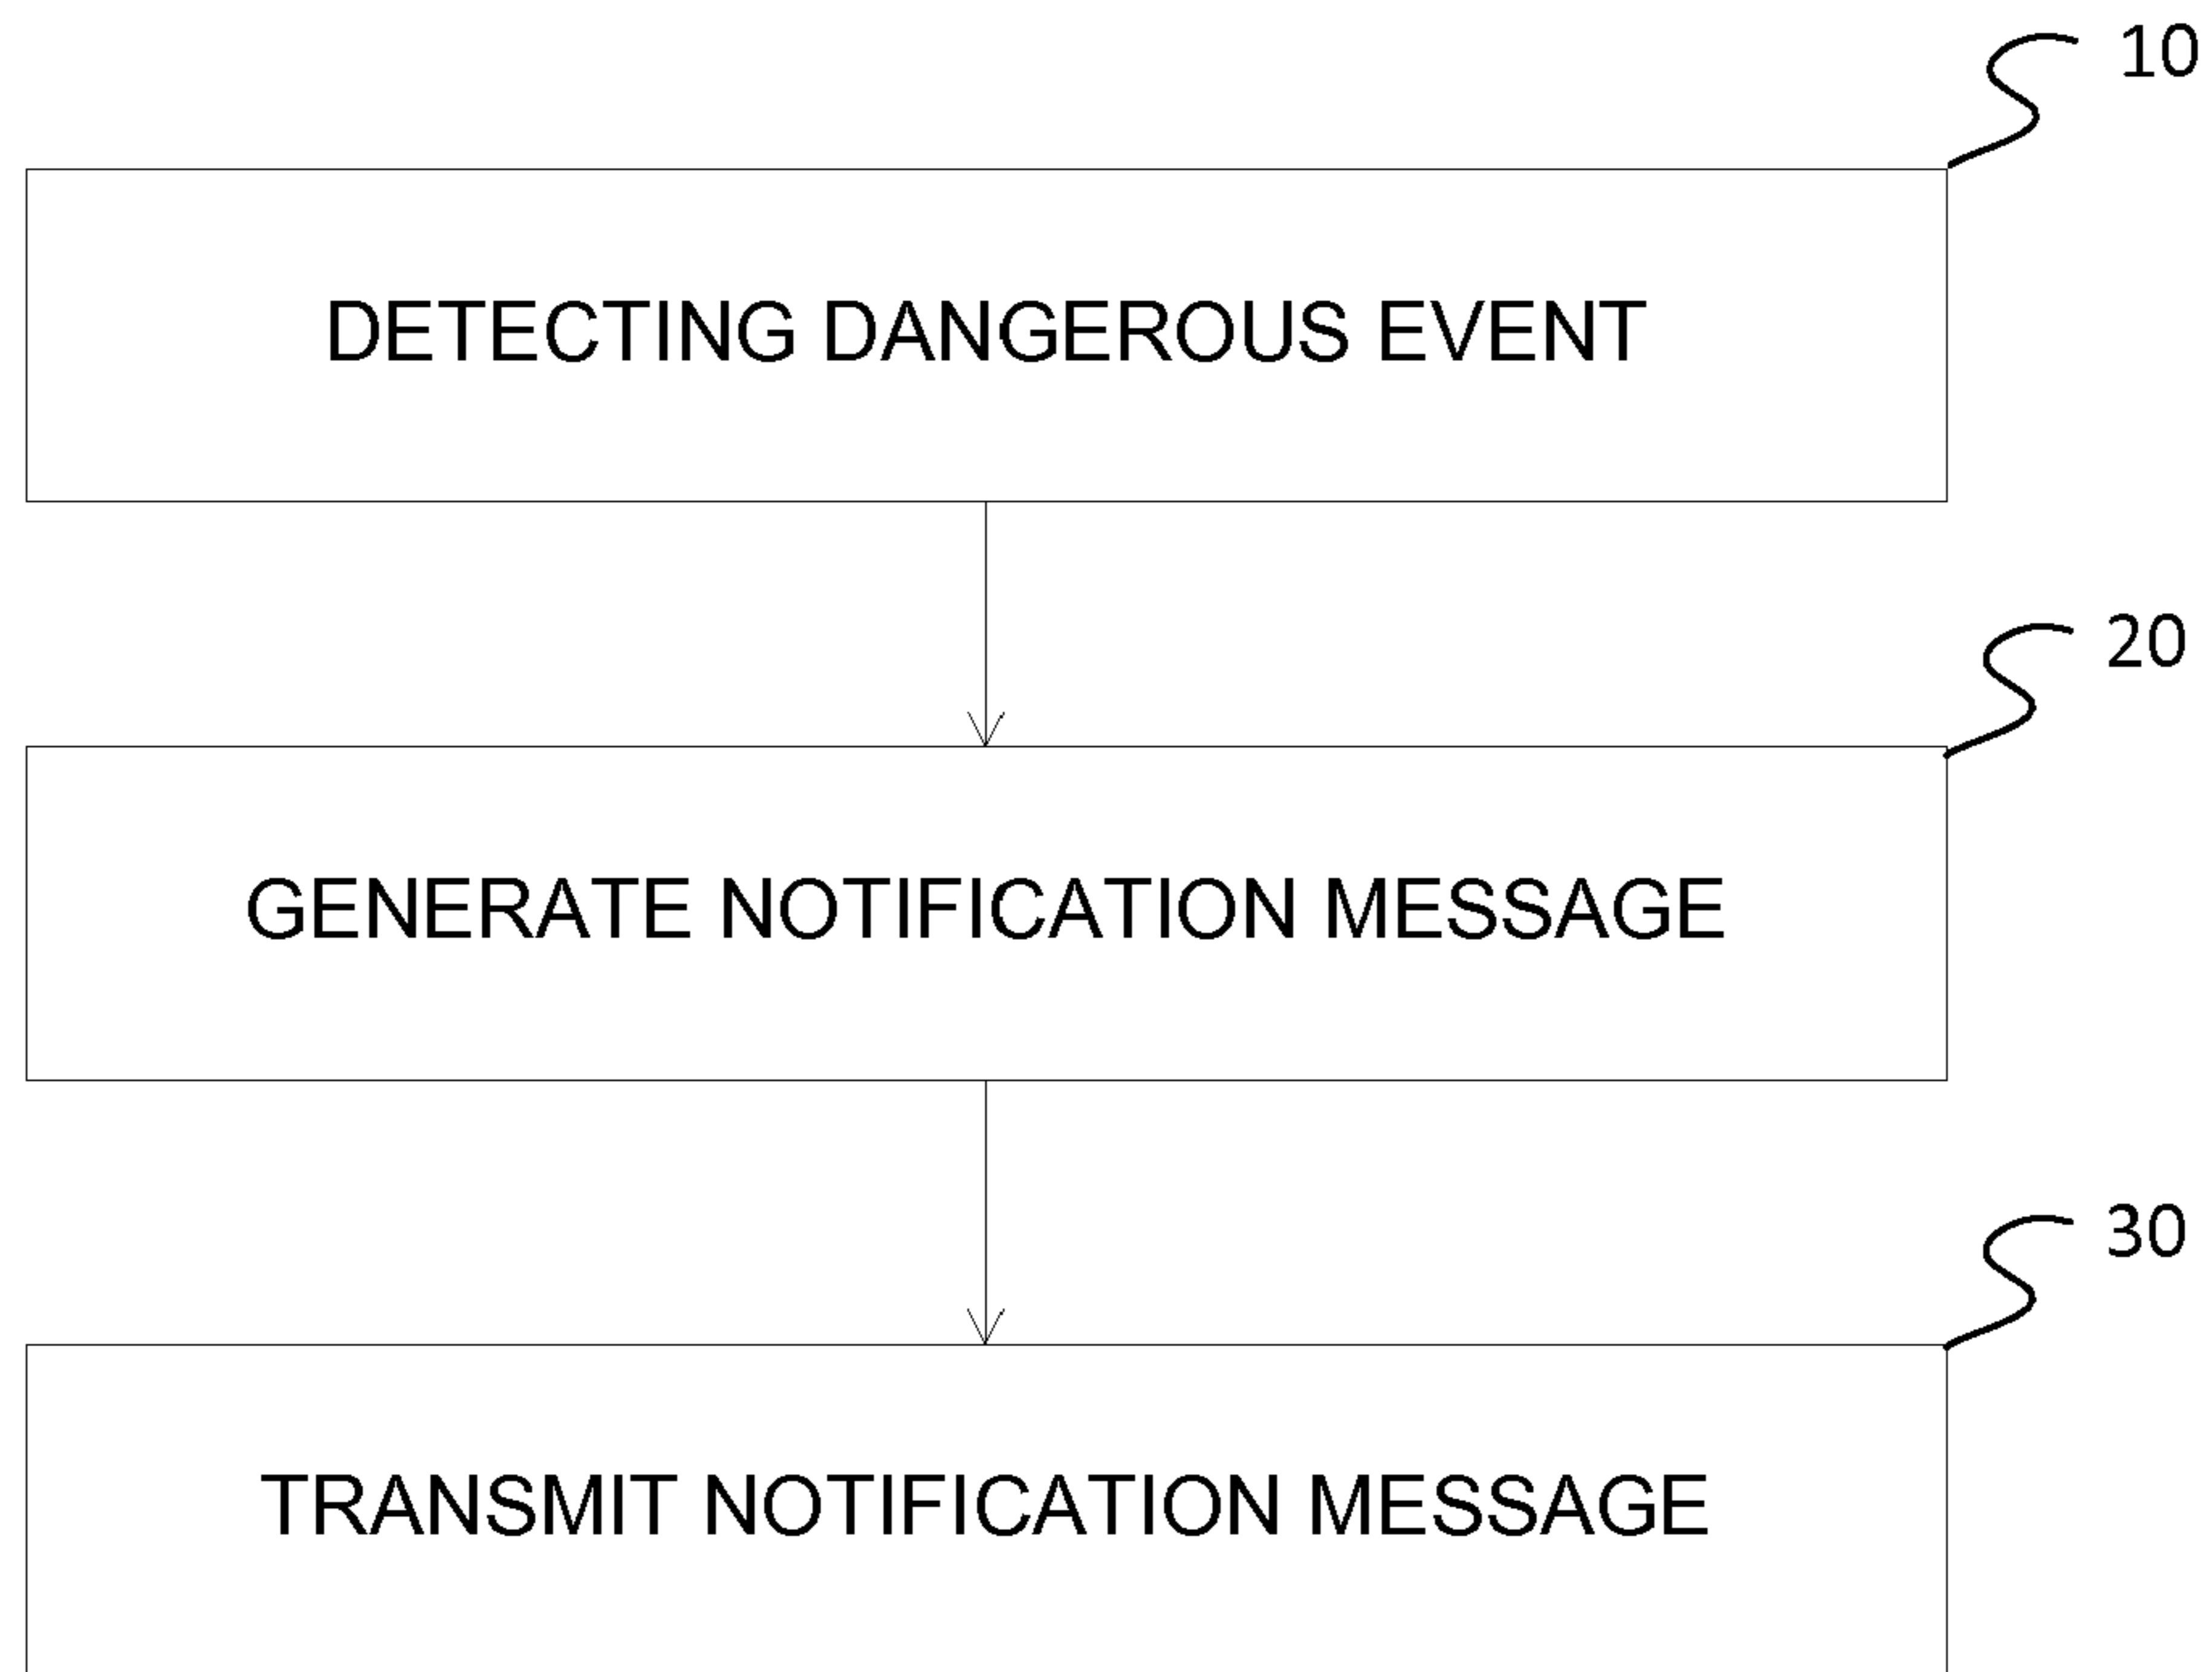 10
DETECTING DANGEROUS EVENT
20
GENERATE NOTIFICATION MESSAGE
30
TRANSMIT NOTIFICATION MESSAGE